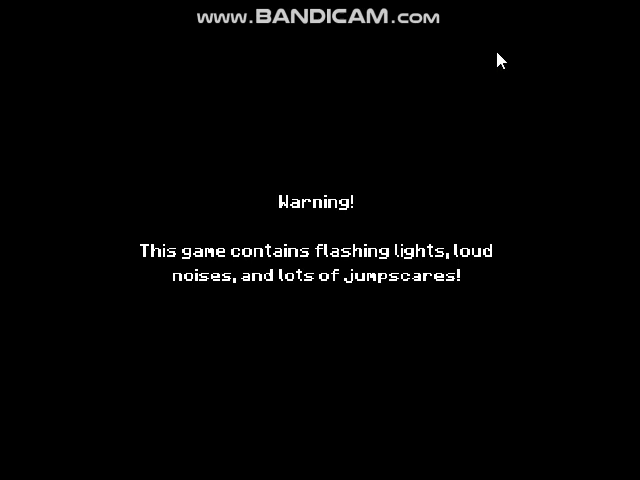 www.BANDICAM.com
Warning!
This game contains flashing lights, loud
noises, and lots of jumpscares!